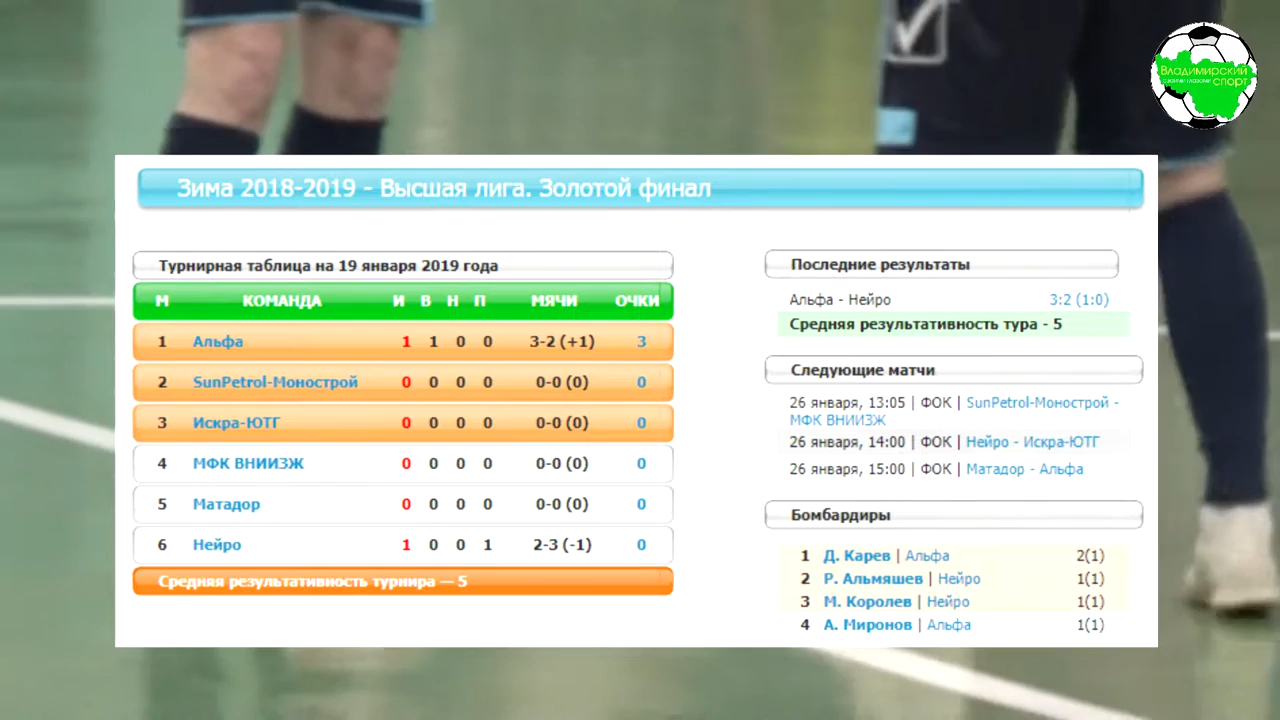 Владимирский
своими глазами
спорт
Зима 2018-2019 - Высшая лига. Золотой финал
Турнирная таблица на 19 января 2019 года
М КОМАНДА И В Н П МЯЧИ ОЧКИ
1 Альфа 1 1 0 0 3-2 (+1) 3
2 SunPetrol-Монострой 0 0 0 0 0-0 (0) 0
3 Искра-ЮТГ 0 0 0 0 0-0 (0) 0
4 МФК ВНИИЗЖ 0 0 0 0 0-0 (0) 0
5 Матадор 0 0 0 0 0-0 (0) 0
6 Нейро 1 0 0 1 2-3 (-1) 0
Средняя результативность турнира — 5
Последние результаты
Альфа - Нейро 3:2 (1:0)
Средняя результативность тура - 5
Следующие матчи
26 января, 13:05 | ФОК | SunPetrol-Монострой -
МФК ВНИИЗЖ
26 января, 14:00 | ФОК | Нейро - Искра-ЮТГ
26 января, 15:00 | ФОК | Матадор - Альфа
Бомбардиры
1 Д. Карев | Альфа 2(1)
2 Р. Альмяшев | Нейро 1(1)
3 М. Королев | Нейро 1(1)
4 А. Миронов | Альфа 1(1)